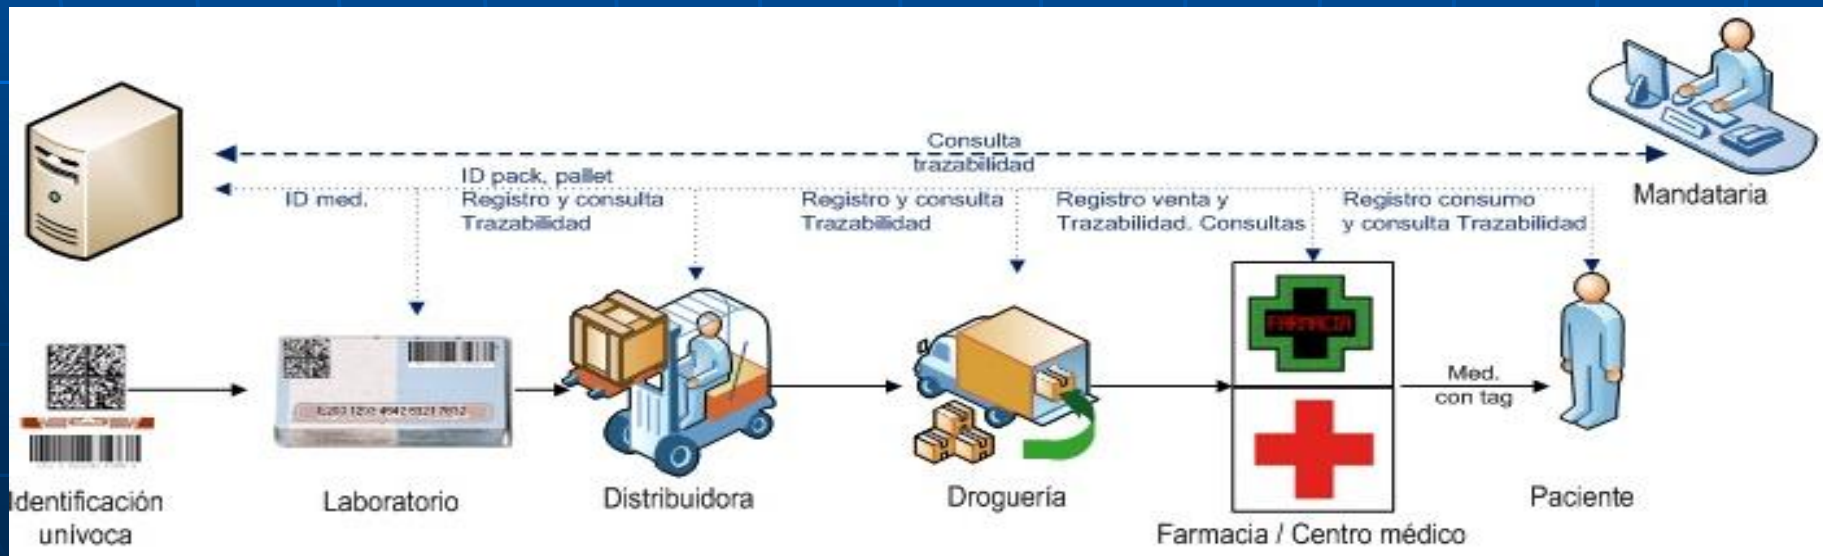 Consulta
trazabilidad
Mandataria
ID med.
ID pack, pallet
Registro y consulta
Trazabilidad
Registro y consulta
Trazabilidad
Registro venta y
Trazabilidad. Consultas
Registro consumo
y consulta Trazabilidad
FARMACIA
Med.
con tag
Identificación
unívoca
Laboratorio
Distribuidora
Droguería
Farmacia / Centro médico
Paciente